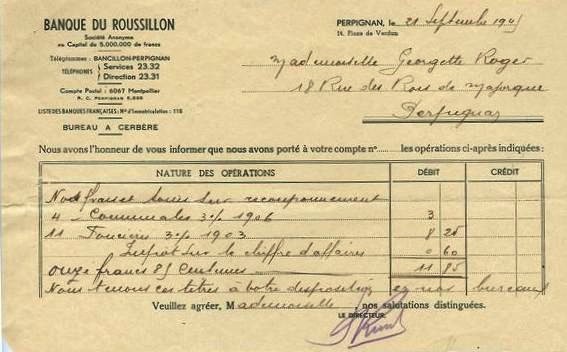 BANQUE DU ROUSSILLON
Société Anonyme
au Capital de 5.000.000 de francs
Télégrammes : BANCILLON-PERPIGNAN
TÉLÉPHONES { Services 23.32
Direction 23.31
Compte Postal : 6067 Montpellier
R. C. PERPIGNAN 5.898
LISTE DES BANQUES FRANÇAISES : N° d'Immatriculation : 118
BUREAU A CERBÈRE
PERPIGNAN, le 21 Septembre 1945
14, Place de Verdun
Mademoiselle Georgette Roger
18 Rue des Rois de Majorque
Perpignan
Nous avons l'honneur de vous informer que nous avons porté à votre compte n° les opérations ci-après indiquées :
NATURE DES OPÉRATIONS DÉBIT CRÉDIT
Nos frais et sur recouponnement
4 - Communales 3% 1906 3
11 Foncières 3% 1903 8 25
Impôt sur le chiffre d'affaires 0 60
onze francs 85 centimes 11 85
Nous tenons ces titres à votre disposition en nos bureaux
Veuillez agréer, Mademoiselle, nos salutations distinguées.
LE DIRECTEUR,